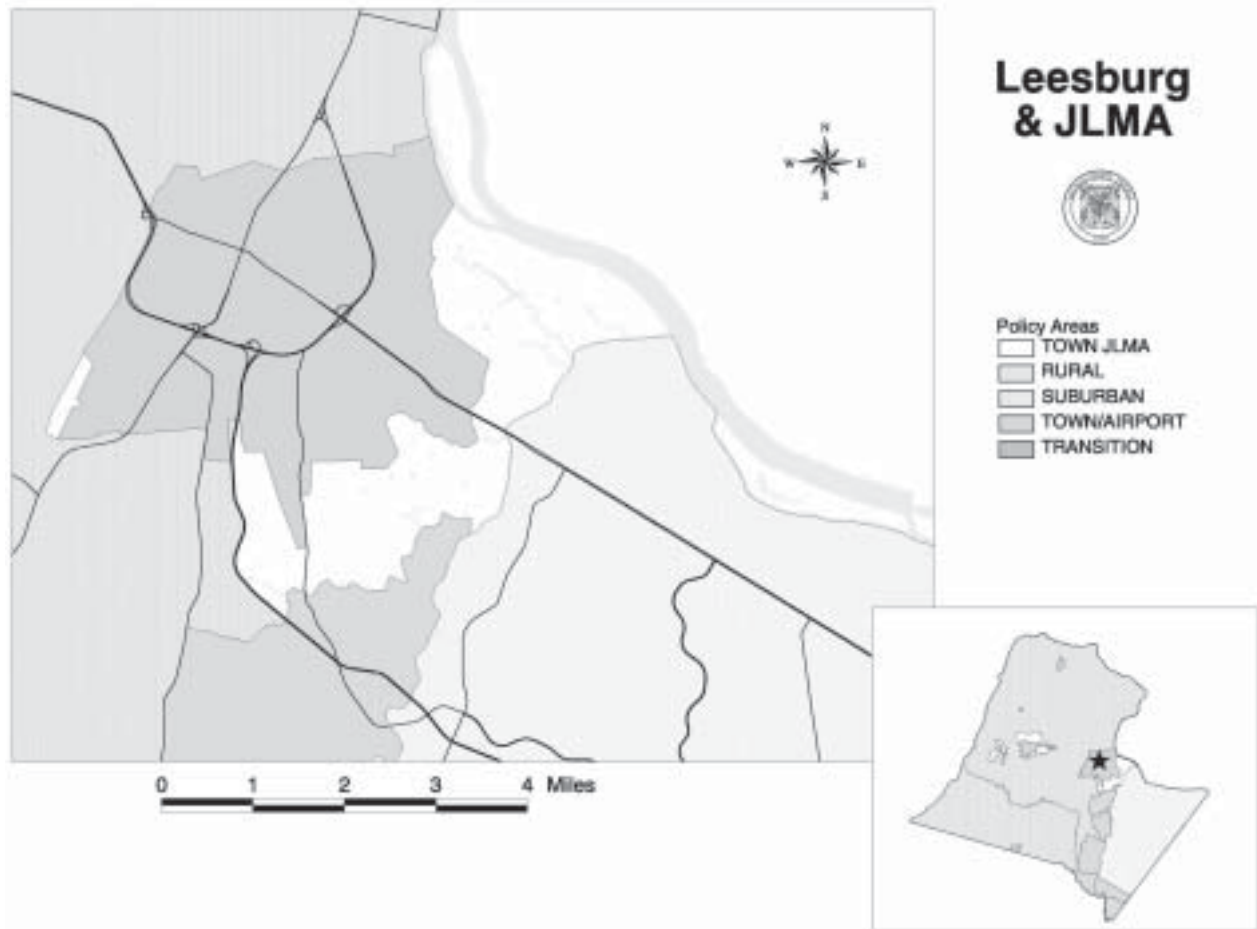 Leesburg
& JLMA
N
W E
S
Policy Areas
TOWN JLMA
RURAL
SUBURBAN
TOWN/AIRPORT
TRANSITION
0 1 2 3 4 Miles